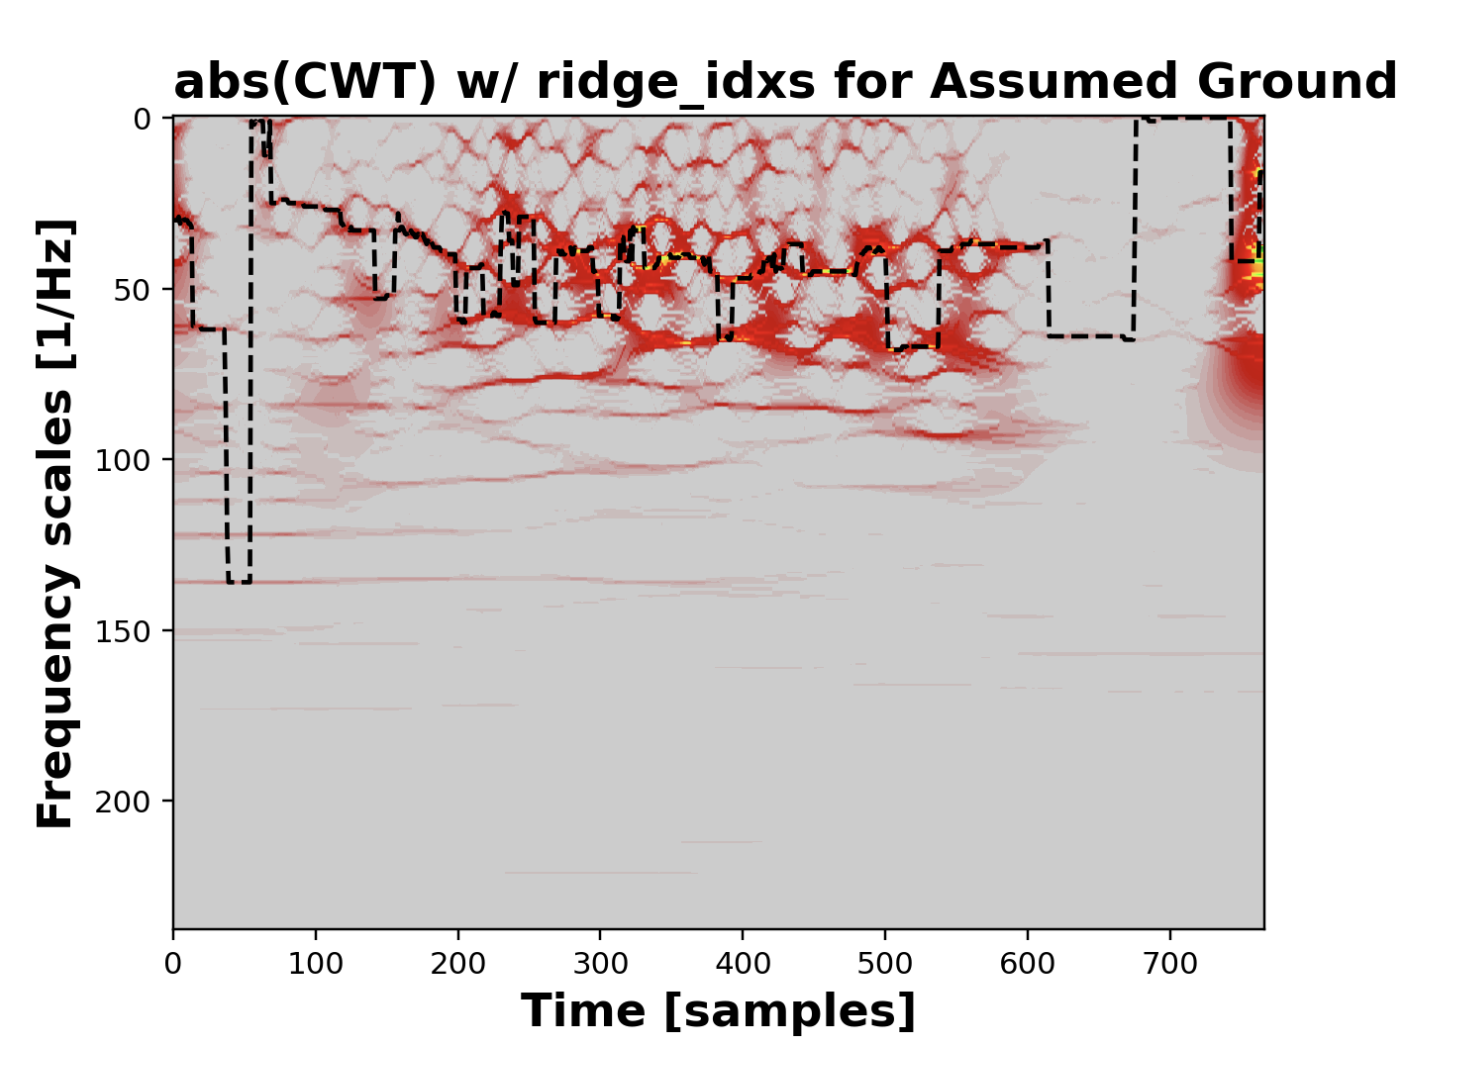 abs(CWT) w/ ridge_idxs for Assumed Ground
Frequency scales [1/Hz]
0
50
100
150
200
0 100 200 300 400 500 600 700
Time [samples]